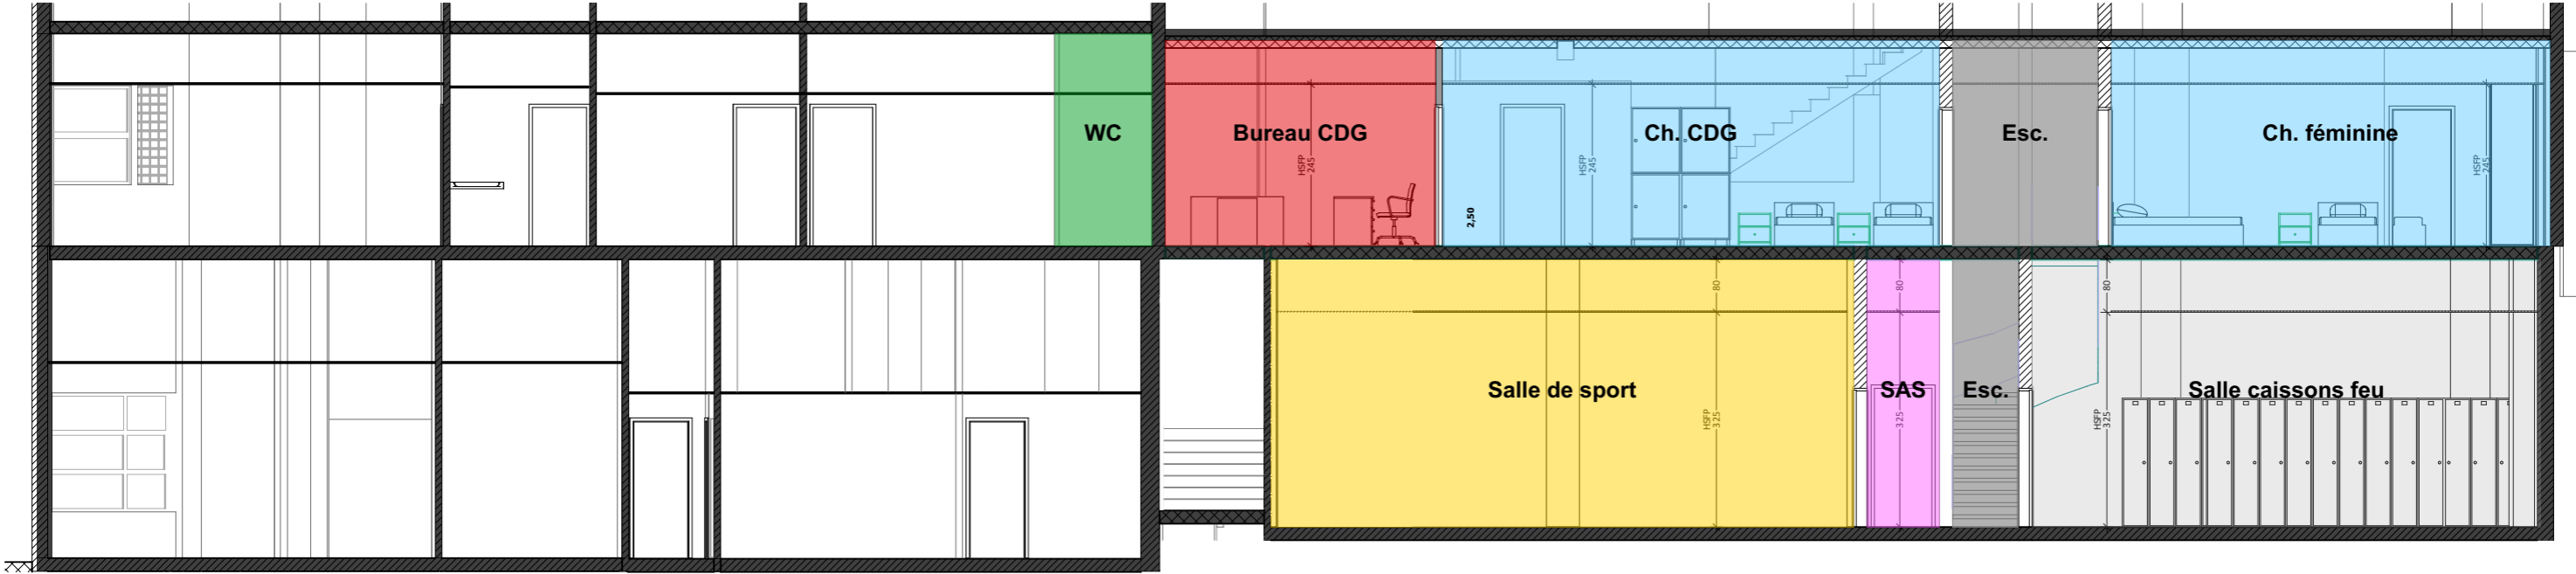 WC
Bureau CDG
Ch. CDG
Esc.
Ch. féminine
HSFP
245
HSFP
245
HSFP
245
2,50
80
80
80
Salle de sport
SAS
Esc.
Salle caissons feu
HSFP
325
325
HSFP
325